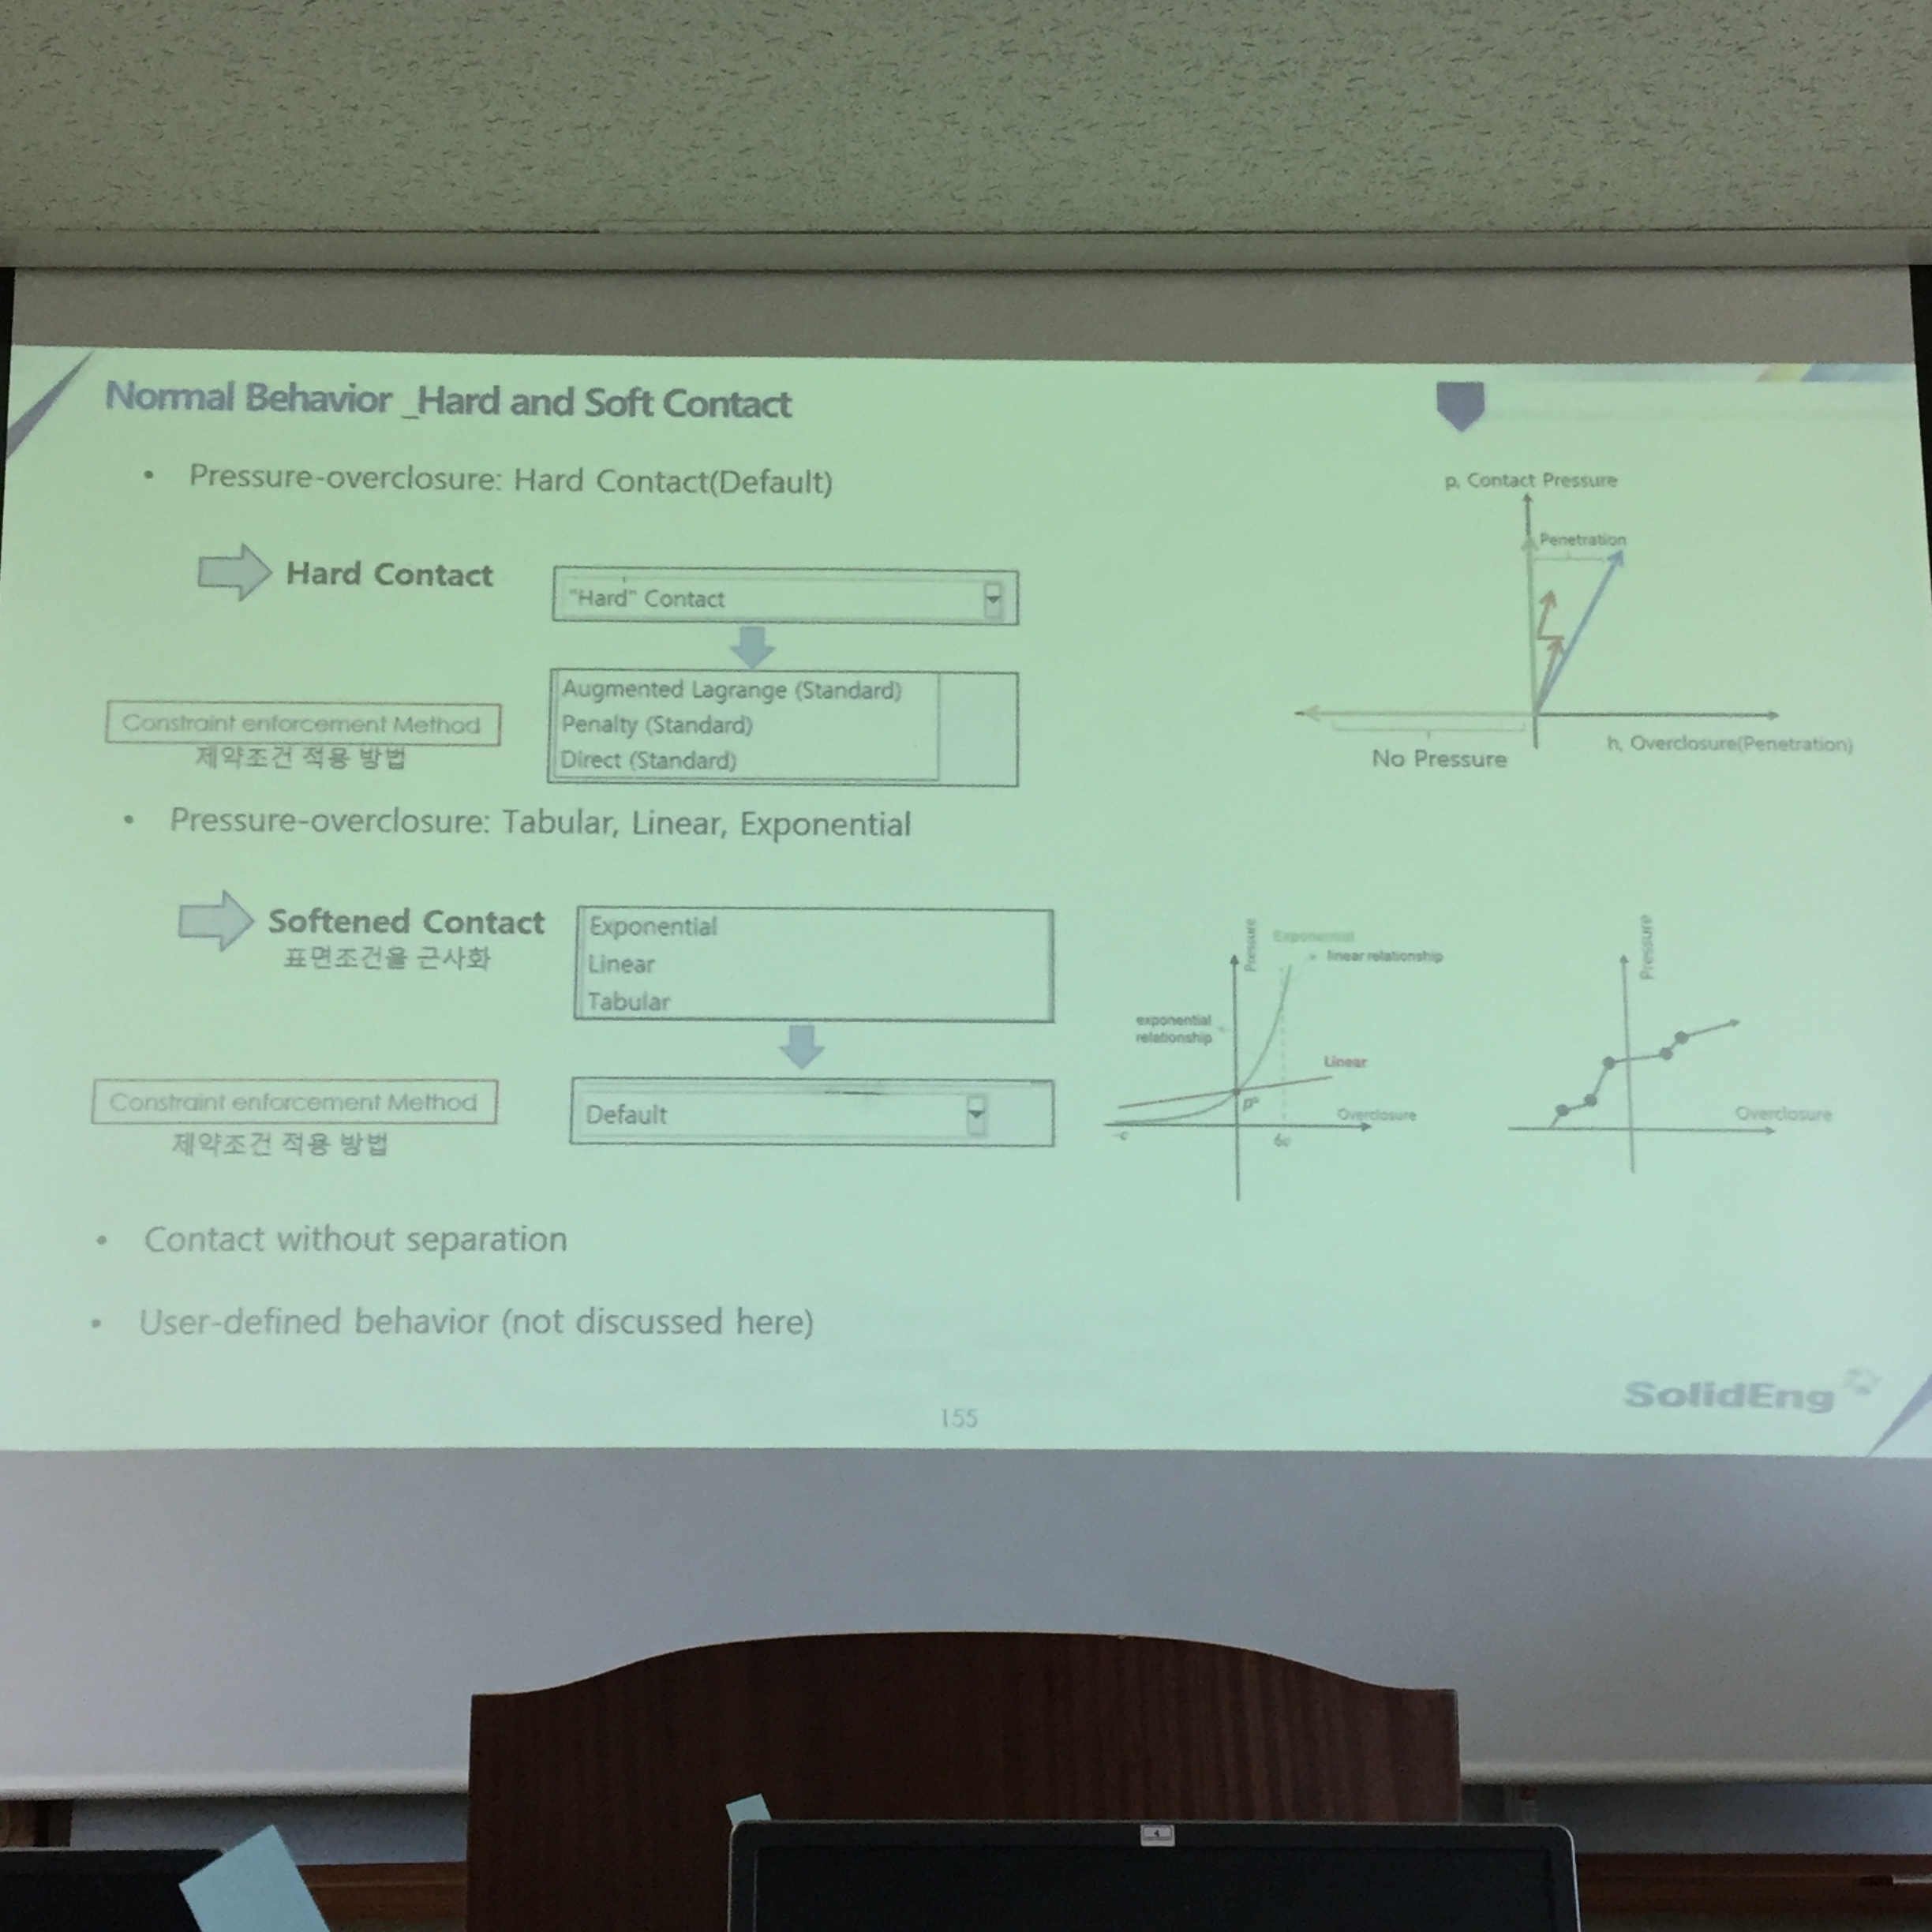 Normal Behavior _Hard and Soft Contact
• Pressure-overclosure: Hard Contact(Default)
Hard Contact
"Hard" Contact
Augmented Lagrange (Standard)
Penalty (Standard)
Direct (Standard)
Constraint enforcement Method
제약조건 적용 방법
p, Contact Pressure
Penetration
No Pressure
h, Overclosure(Penetration)
• Pressure-overclosure: Tabular, Linear, Exponential
Softened Contact
표면조건을 근사화
Exponential
Linear
Tabular
Constraint enforcement Method
제약조건 적용 방법
Default
Pressure
Exponential
linear relationship
exponential
relationship
Linear
p°
Overclosure
-c
6c
Pressure
Overclosure
• Contact without separation
• User-defined behavior (not discussed here)
155
SolidEng
4